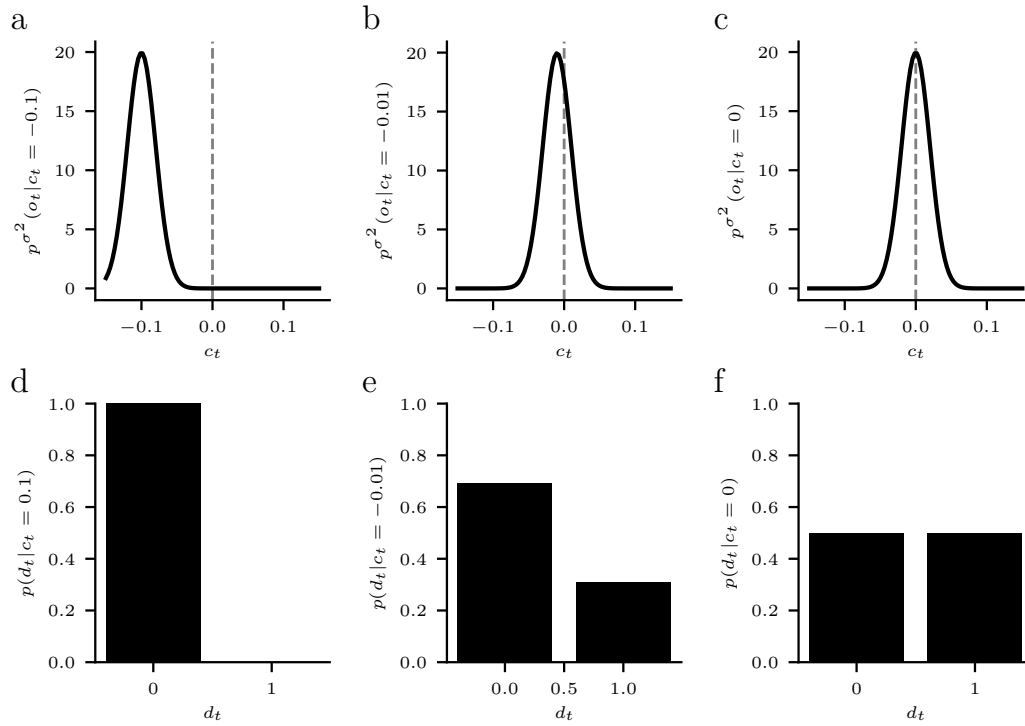 a
b
c
20
15
10
5
0
−0.1
0.0
0.1
c_t
p^{σ^2}(o_t|c_t = −0.1)
20
15
10
5
0
−0.1
0.0
0.1
c_t
p^{σ^2}(o_t|c_t = −0.01)
20
15
10
5
0
−0.1
0.0
0.1
c_t
p^{σ^2}(o_t|c_t = 0)
d
e
f
1.0
0.8
0.6
0.4
0.2
0.0
0
1
d_t
p(d_t|c_t = 0.1)
1.0
0.8
0.6
0.4
0.2
0.0
0.0
0.5
1.0
d_t
p(d_t|c_t = −0.01)
1.0
0.8
0.6
0.4
0.2
0.0
0
1
d_t
p(d_t|c_t = 0)